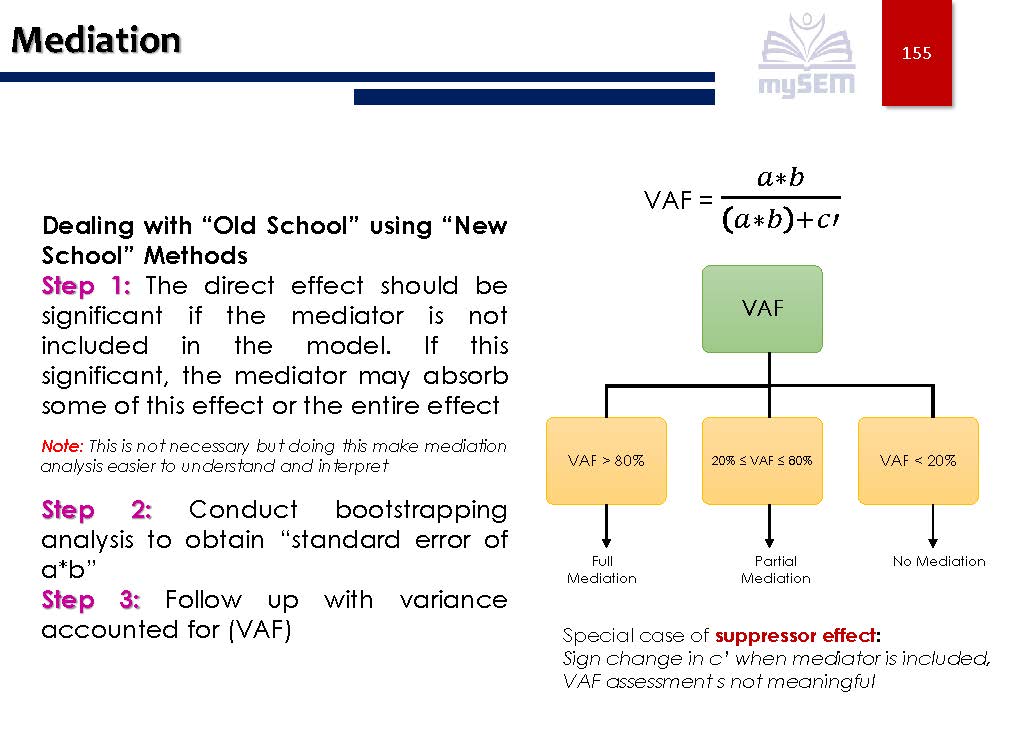 Mediation
mySEM
155
Dealing with “Old School” using “New
School” Methods
Step 1: The direct effect should be
significant if the mediator is not
included in the model. If this
significant, the mediator may absorb
some of this effect or the entire effect
Note: This is not necessary but doing this make mediation
analysis easier to understand and interpret
Step 2: Conduct bootstrapping
analysis to obtain “standard error of
a*b”
Step 3: Follow up with variance
accounted for (VAF)
VAF = a∗b / (a∗b)+c′
VAF
VAF > 80%
20% ≤ VAF ≤ 80%
VAF < 20%
Full
Mediation
Partial
Mediation
No Mediation
Special case of suppressor effect:
Sign change in c’ when mediator is included,
VAF assessment s not meaningful